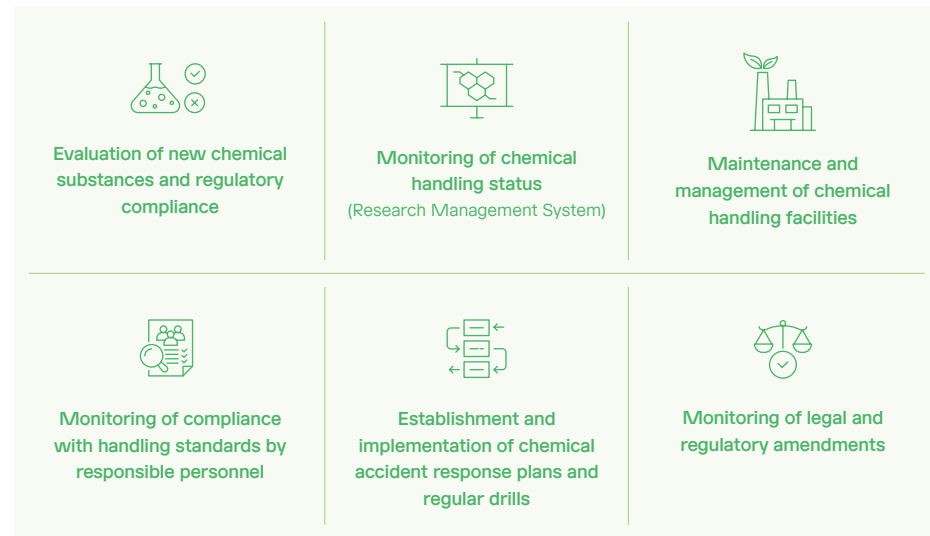 Evaluation of new chemical
substances and regulatory
compliance
Monitoring of chemical
handling status
(Research Management System)
Maintenance and
management of chemical
handling facilities
Monitoring of compliance
with handling standards by
responsible personnel
Establishment and
implementation of chemical
accident response plans and
regular drills
Monitoring of legal and
regulatory amendments